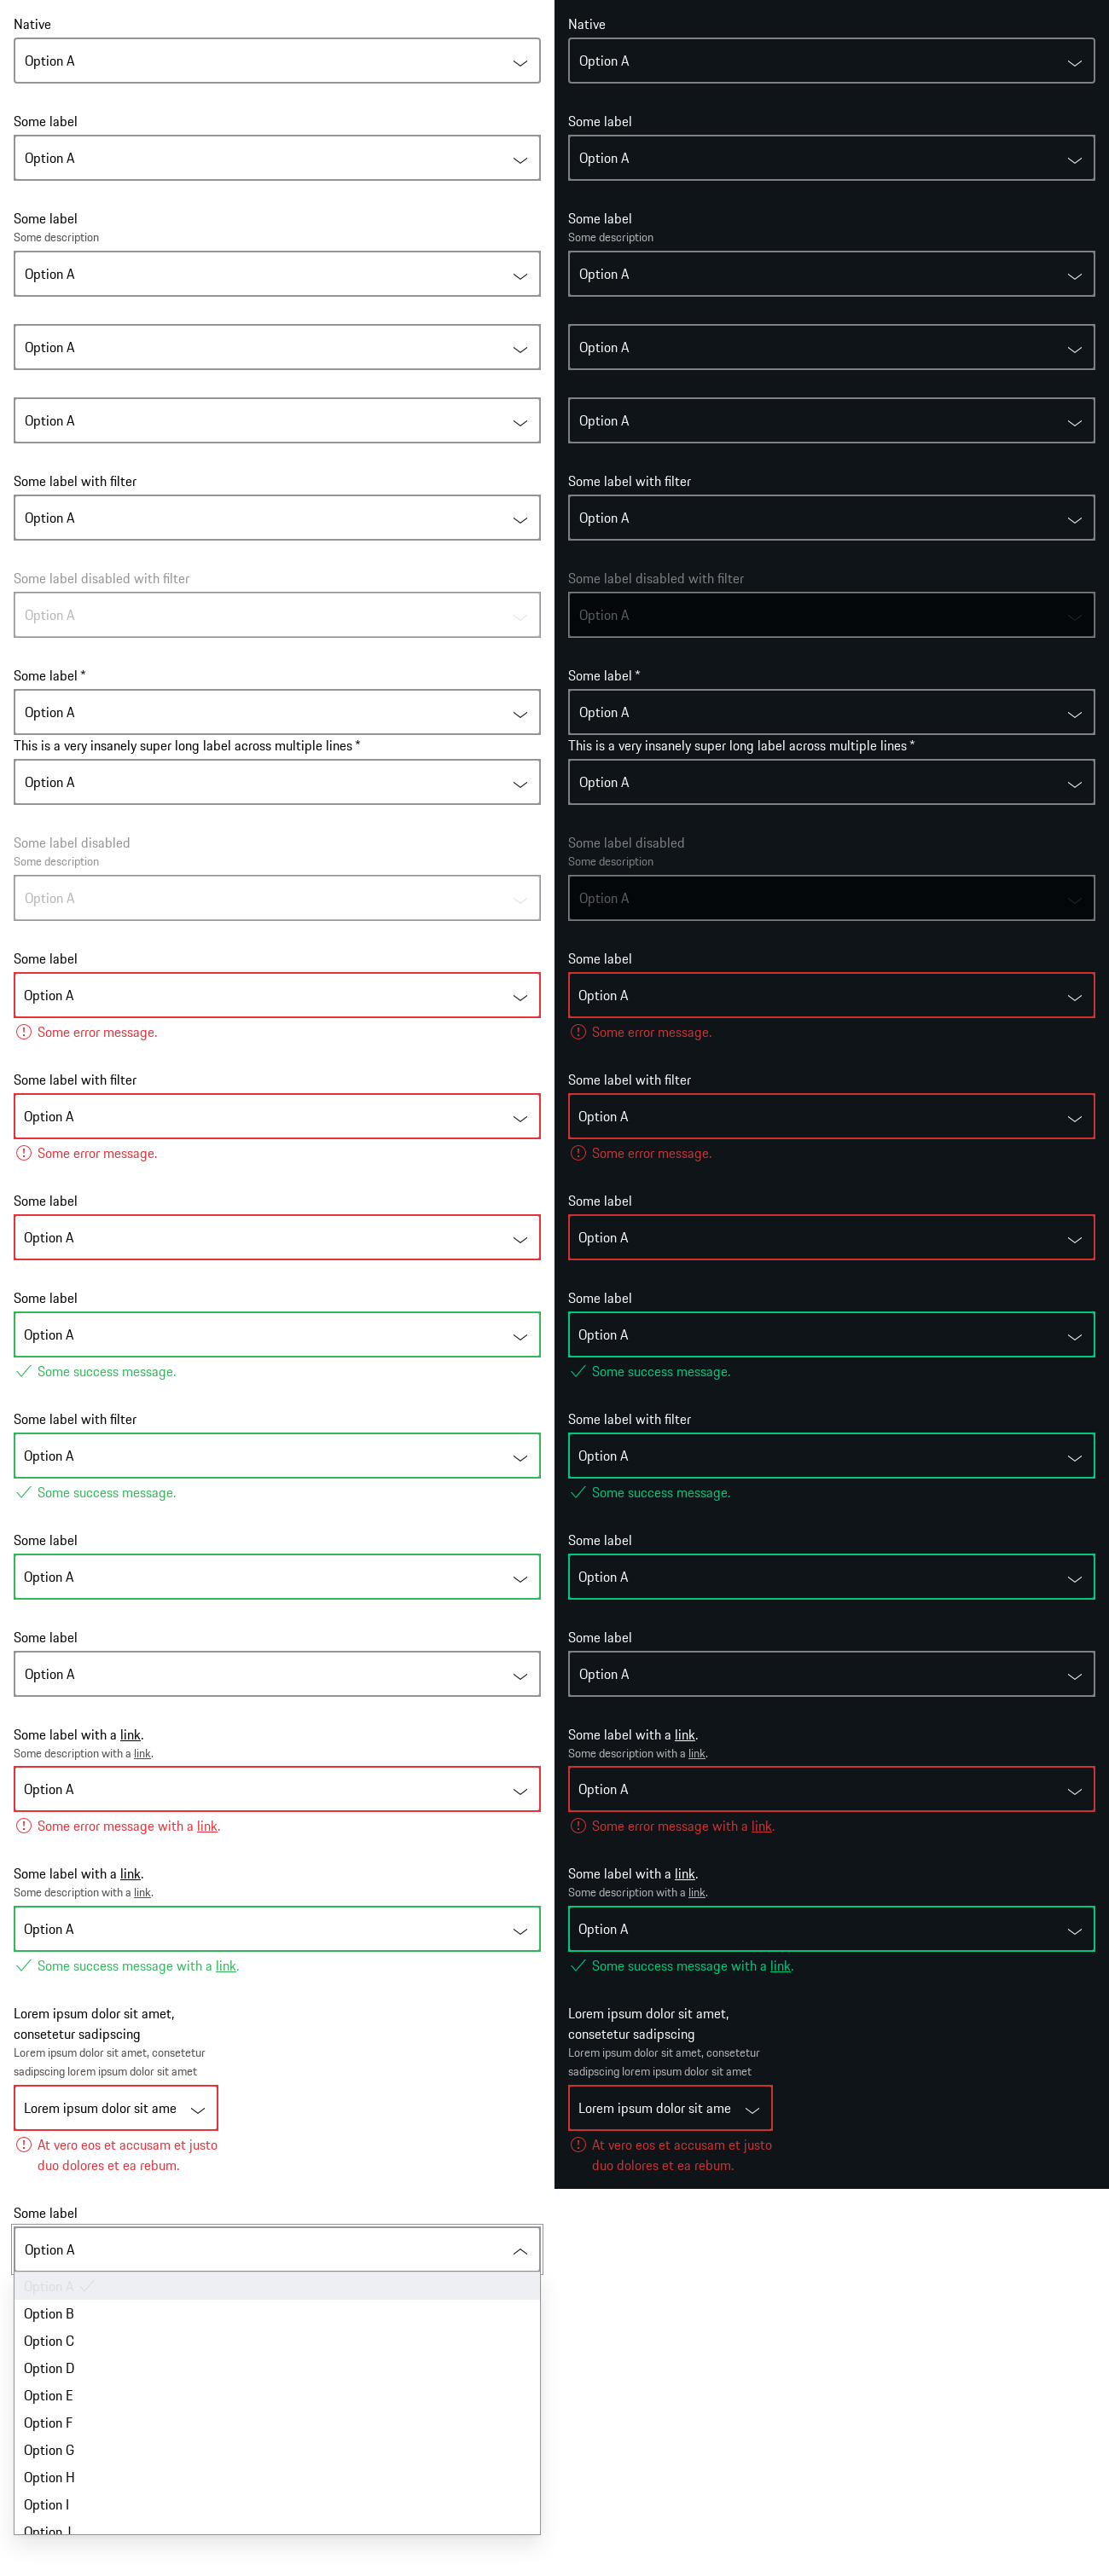 Native
Option A
Some label
Option A
Some label
Some description
Option A
Option A
Option A
Some label with filter
Option A
Some label disabled with filter
Option A
Some label *
Option A
This is a very insanely super long label across multiple lines *
Option A
Some label disabled
Some description
Option A
Some label
Option A
Some error message.
Some label with filter
Option A
Some error message.
Some label
Option A
Some label
Option A
Some success message.
Some label with filter
Option A
Some success message.
Some label
Option A
Some label
Option A
Some label with a link.
Some description with a link.
Option A
Some error message with a link.
Some label with a link.
Some description with a link.
Option A
Some success message with a link.
Lorem ipsum dolor sit amet,
consetetur sadipscing
Lorem ipsum dolor sit amet, consetetur
sadipscing lorem ipsum dolor sit amet
Lorem ipsum dolor sit ame
At vero eos et accusam et justo
duo dolores et ea rebum.
Some label
Option A
Option A
Option B
Option C
Option D
Option E
Option F
Option G
Option H
Option I
Option J
Native
Option A
Some label
Option A
Some label
Some description
Option A
Option A
Option A
Some label with filter
Option A
Some label disabled with filter
Option A
Some label *
Option A
This is a very insanely super long label across multiple lines *
Option A
Some label disabled
Some description
Option A
Some label
Option A
Some error message.
Some label with filter
Option A
Some error message.
Some label
Option A
Some label
Option A
Some success message.
Some label with filter
Option A
Some success message.
Some label
Option A
Some label
Option A
Some label with a link.
Some description with a link.
Option A
Some error message with a link.
Some label with a link.
Some description with a link.
Option A
Some success message with a link.
Lorem ipsum dolor sit amet,
consetetur sadipscing
Lorem ipsum dolor sit amet, consetetur
sadipscing lorem ipsum dolor sit amet
Lorem ipsum dolor sit ame
At vero eos et accusam et justo
duo dolores et ea rebum.